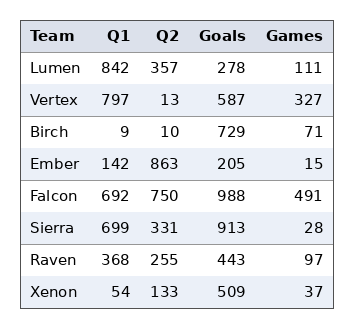 Team Q1 Q2 Goals Games
Lumen 842 357 278 111
Vertex 797 13 587 327
Birch 9 10 729 71
Ember 142 863 205 15
Falcon 692 750 988 491
Sierra 699 331 913 28
Raven 368 255 443 97
Xenon 54 133 509 37